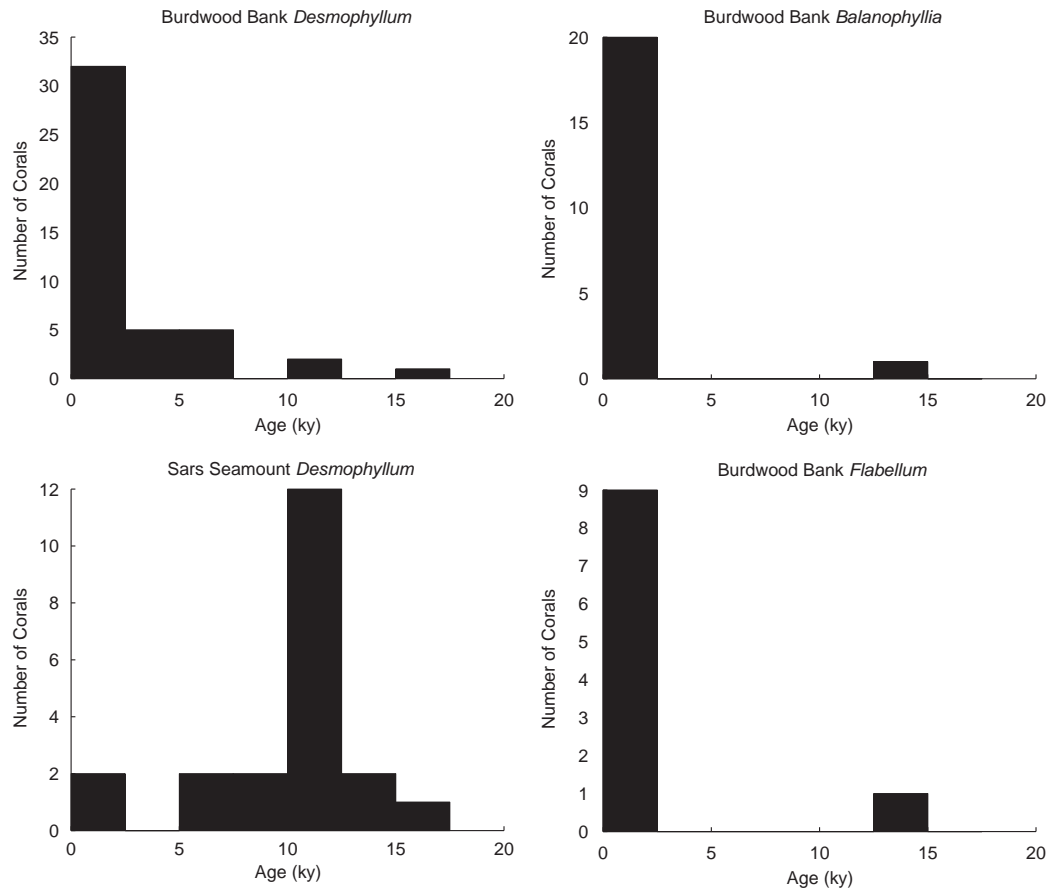 Burdwood Bank Desmophyllum
35
30
25
20
15
10
5
0
Number of Corals
0 5 10 15 20
Age (ky)
Burdwood Bank Balanophyllia
20
15
10
5
0
Number of Corals
0 5 10 15 20
Age (ky)
Sars Seamount Desmophyllum
12
10
8
6
4
2
0
Number of Corals
0 5 10 15 20
Age (ky)
Burdwood Bank Flabellum
9
8
7
6
5
4
3
2
1
0
Number of Corals
0 5 10 15 20
Age (ky)